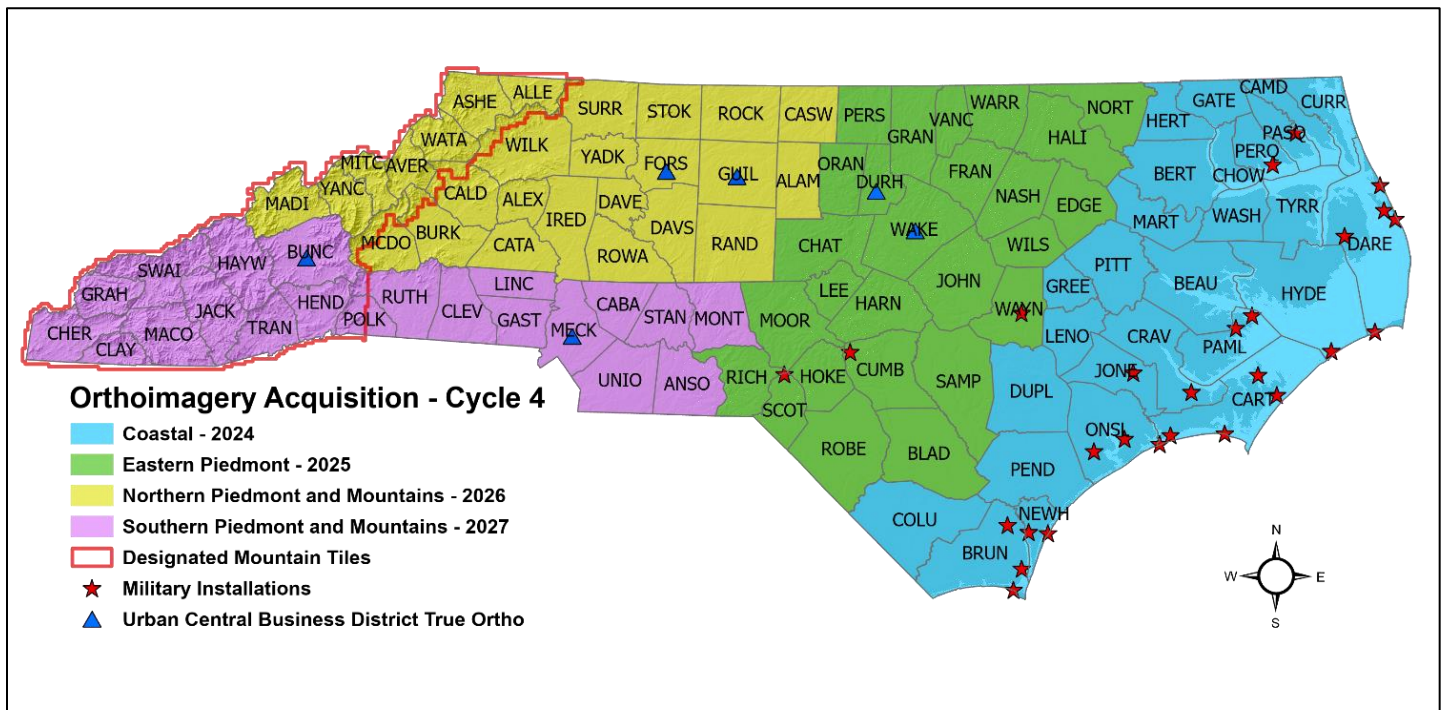 ASHE
ALLE
SURR
STOK
ROCK
CASW
PERS
GRAN
VANC
WARR
HALI
NORT
HERT
GATE
CAMD
CURR
PASQ
PERQ
CHOW
BERT
WATA
WILK
YADK
FORS
GUIL
ALAM
ORAN
DURH
FRAN
NASH
EDGE
MART
WASH
TYRR
DARE
MITC
AVER
YANC
MADI
CALD
ALEX
IRED
DAVE
DAVS
RAND
CHAT
WAKE
WILS
PITT
BEAU
HYDE
MCDO
BURK
CATA
ROWA
BUNC
HAYW
SWAI
GRAH
JACK
HEND
CHER
MACO
TRAN
CLAY
POLK
RUTH
CLEV
LINC
GAST
MECK
CABA
STAN
MONT
UNIO
ANSO
MOOR
LEE
HARN
JOHN
WAYN
GREE
LENO
CRAV
PAML
RICH
HOKE
CUMB
SAMP
DUPL
JONE
CART
SCOT
ROBE
BLAD
ONSL
PEND
COLU
BRUN
NEWH
Orthoimagery Acquisition - Cycle 4
Coastal - 2024
Eastern Piedmont - 2025
Northern Piedmont and Mountains - 2026
Southern Piedmont and Mountains - 2027
Designated Mountain Tiles
Military Installations
Urban Central Business District True Ortho
N
W
E
S